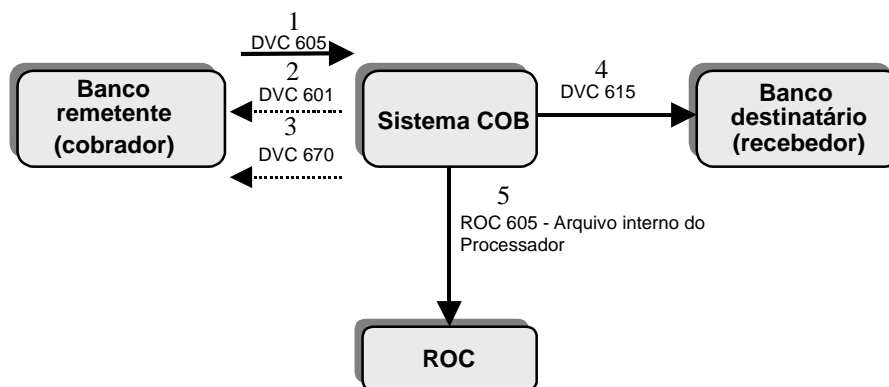 1
DVC 605
Banco
remetente
(cobrador)
2
DVC 601
3
DVC 670
Sistema COB
4
DVC 615
Banco
destinatário
(recebedor)
5
ROC 605 - Arquivo interno do
Processador
ROC